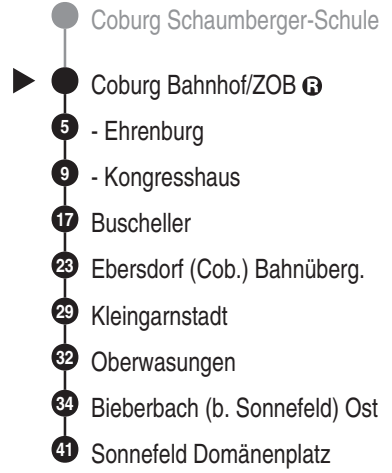 Coburg Schaumberger-Schule
Coburg Bahnhof/ZOB R
5 - Ehrenburg
9 - Kongresshaus
17 Buscheller
23 Ebersdorf (Cob.) Bahnüberg.
29 Kleingarnstadt
32 Oberwasungen
34 Bieberbach (b. Sonnefeld) Ost
41 Sonnefeld Domänenplatz